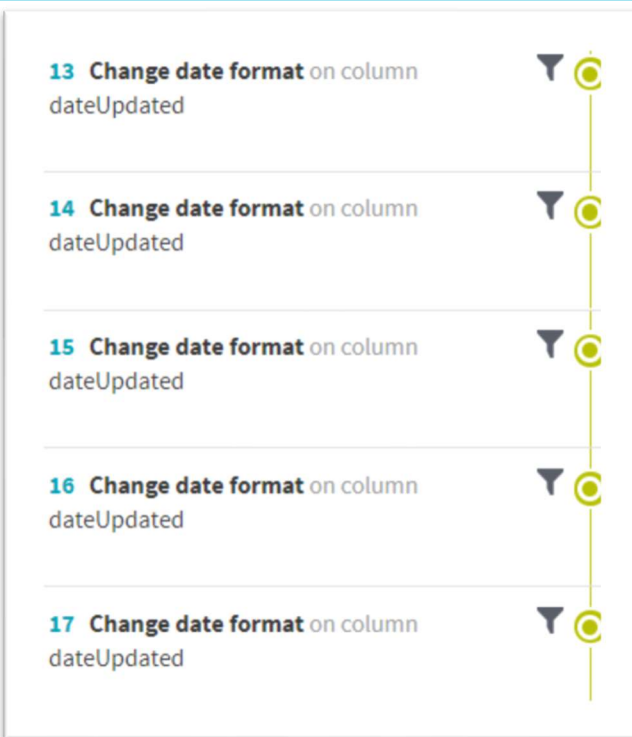 13 Change date format on column
dateUpdated
14 Change date format on column
dateUpdated
15 Change date format on column
dateUpdated
16 Change date format on column
dateUpdated
17 Change date format on column
dateUpdated